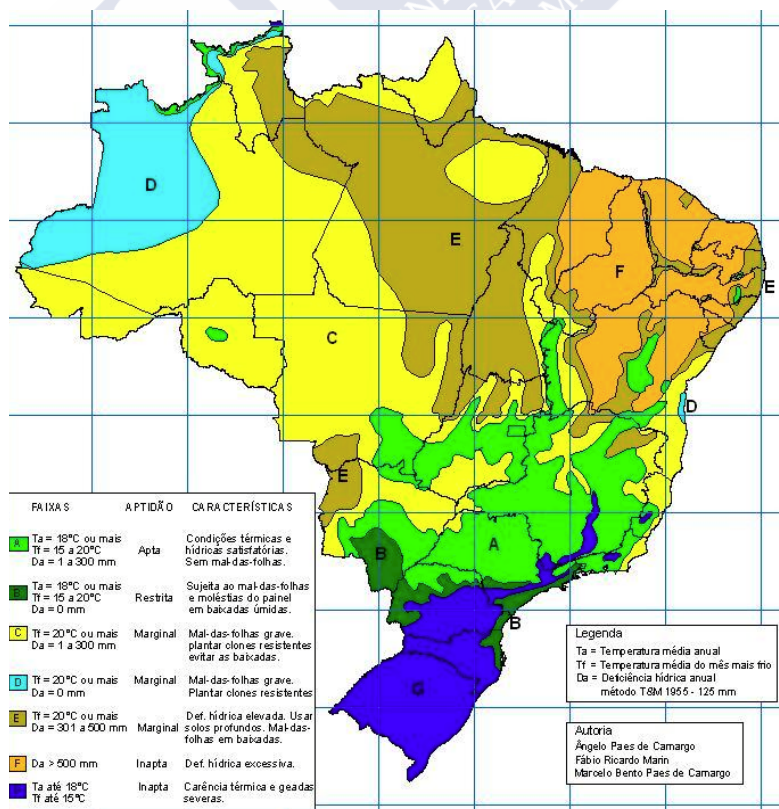 D
E
F
E
C
D
E
A
B
B
G
FAIXAS APTIDÃO CARACTERÍSTICAS
A Ta = 18°C ou mais
Tf = 15 a 20°C
Da = 1 a 300 mm
Apta
Condições térmicas e
hídricas satisfatórias.
Sem mal-das-folhas.
B Ta = 18°C ou mais
Tf = 15 a 20°C
Da = 0 mm
Restrita
Sujeita ao mal-das-folhas
e moléstias do painel
em baixadas úmidas.
C Tf = 20°C ou mais
Da = 1 a 300 mm
Marginal
Mal-das-folhas grave.
plantar clones resistentes
evitar as baixadas.
D Tf = 20°C ou mais
Da = 0 mm
Marginal
Mal-das-folhas grave.
Plantar clones resistentes
E Tf = 20°C ou mais
Da = 301 a 500 mm
Marginal
Def. hídrica elevada. Usar
solos profundos. Mal-das-
folhas em baixadas.
F Da > 500 mm
Inapta
Def. hídrica excessiva.
Ta até 18°C
Tf até 15°C
Inapta
Carência térmica e geadas
severas.
Legenda
Ta = Temperatura média anual
Tf = Temperatura média do mês mais frio
Da = Deficiência hídrica anual
método T&M 1955 - 125 mm
Autoria
Ângelo Paes de Camargo
Fábio Ricardo Marin
Marcelo Bento Paes de Camargo